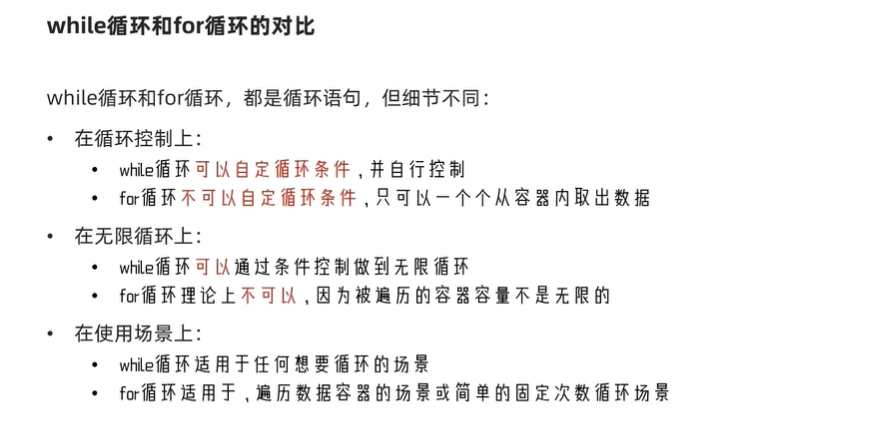 while循环和for循环的对比
while循环和for循环，都是循环语句，但细节不同：
• 在循环控制上：
• while循环可以自定循环条件，并自行控制
• for循环不可以自定循环条件，只可以一个个从容器内取出数据
• 在无限循环上：
• while循环可以通过条件控制做到无限循环
• for循环理论上不可以，因为被遍历的容器容量不是无限的
• 在使用场景上：
• while循环适用于任何想要循环的场景
• for循环适用于，遍历数据容器的场景或简单的固定次数循环场景